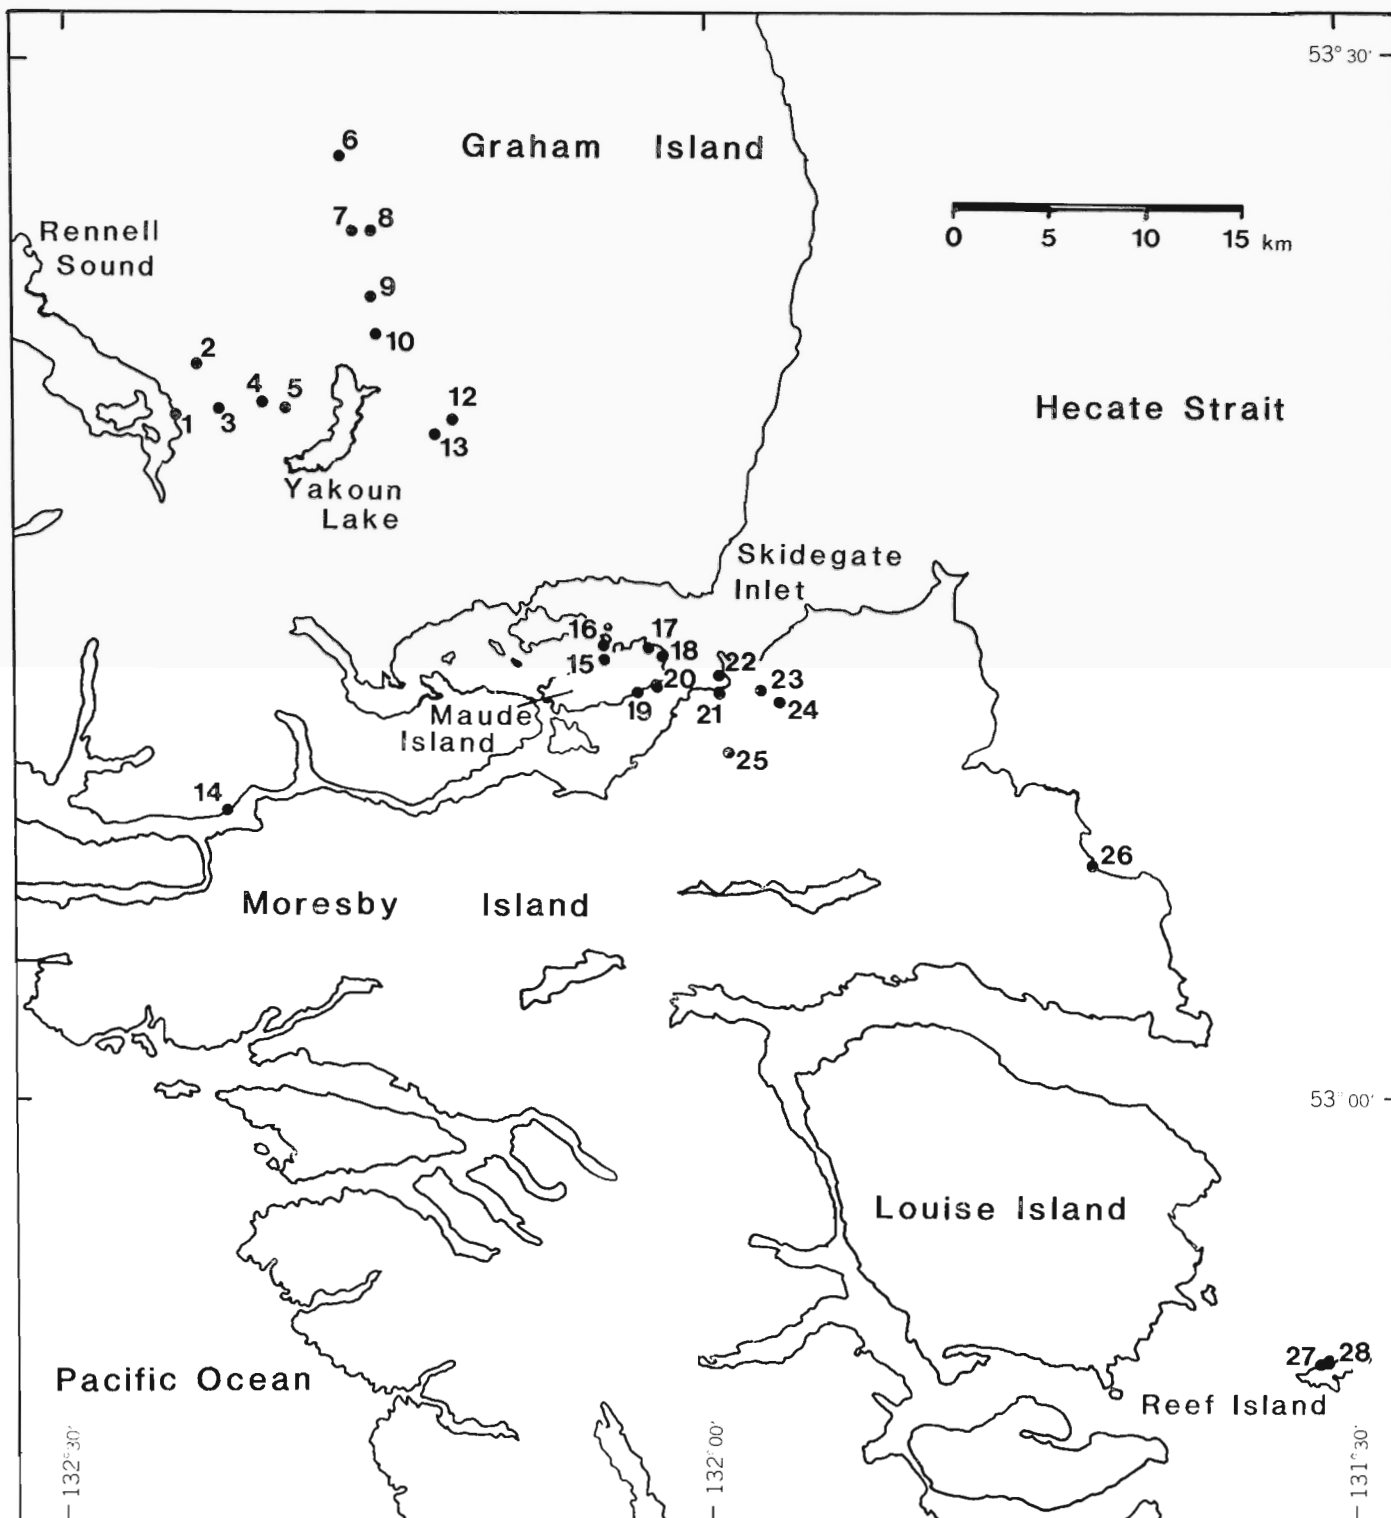 53° 30'
6
Graham Island
7 8
Rennell
Sound
0 5 10 15 km
9
10
2
4 5
12
1 3
13
Hecate Strait
Yakoun
Lake
Skidegate
Inlet
16 17
15 18
22
20 23
19 21 24
Maude
Island
25
14
26
Moresby Island
53° 00'
Louise Island
27 28
Pacific Ocean
Reef Island
132° 30'
132° 00'
131° 30'